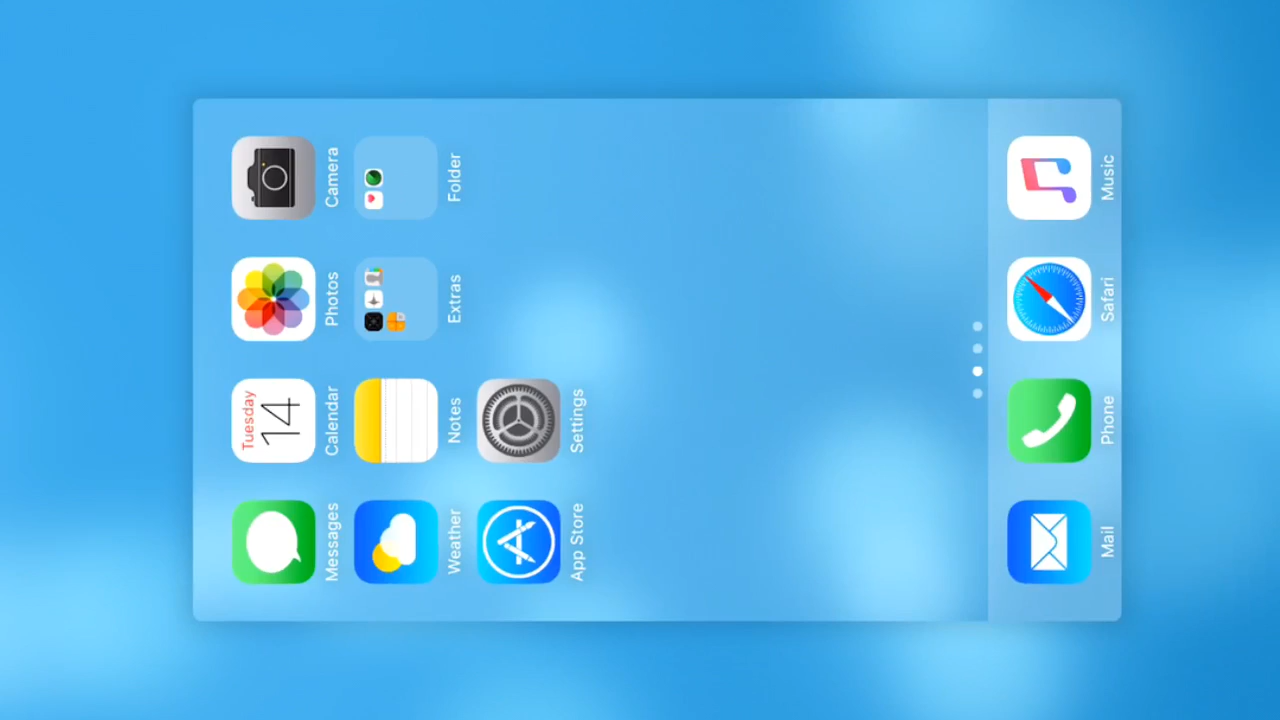 Messages
Tuesday
14
Calendar
Photos
Camera
Weather
Notes
Extras
Folder
App Store
Settings
Mail
Phone
Safari
Music